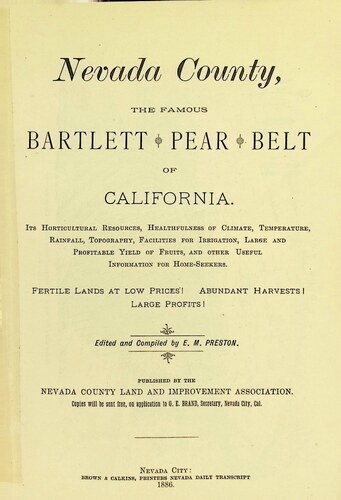 Nevada County,
THE FAMOUS
BARTLETT PEAR BELT
OF
CALIFORNIA.
Its Horticultural Resources, Healthfulness of Climate, Temperature,
Rainfall, Topography, Facilities for Irrigation, Large and
Profitable Yield of Fruits, and other Useful
Information for Home-Seekers.
Fertile Lands at Low Prices! Abundant Harvests!
Large Profits!
Edited and Compiled by E. M. PRESTON.
PUBLISHED BY THE
NEVADA COUNTY LAND AND IMPROVEMENT ASSOCIATION.
Copies will be sent free, on application to G. E. BRAND, Secretary, Nevada City, Cal.
Nevada City:
BROWN & CALKINS, PRINTERS NEVADA DAILY TRANSCRIPT
1886.